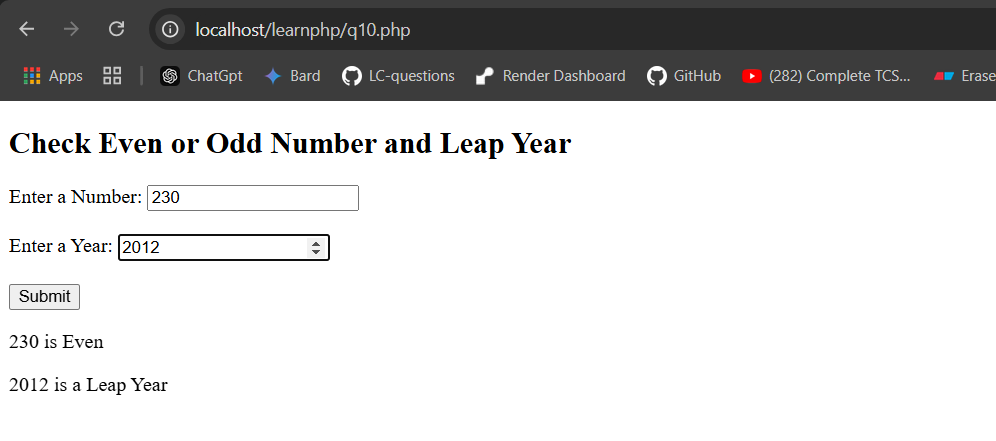 localhost/learnphp/q10.php
Apps ChatGpt Bard LC-questions Render Dashboard GitHub (282) Complete TCS... Erase
Check Even or Odd Number and Leap Year
Enter a Number: 230
Enter a Year: 2012
Submit
230 is Even
2012 is a Leap Year